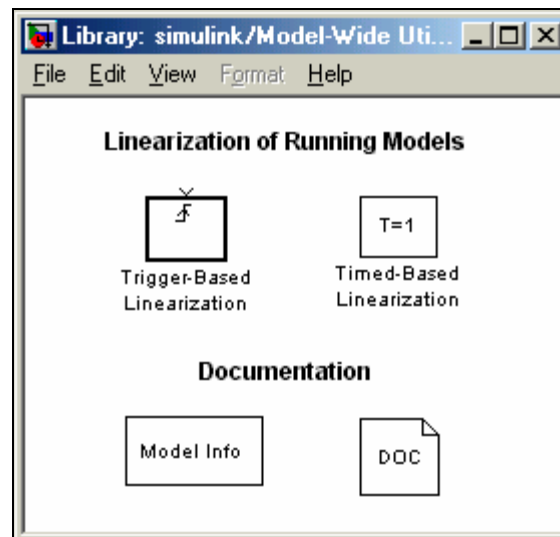 Library: simulink/Model-Wide Uti...
File Edit View Format Help
Linearization of Running Models
T=1
Trigger-Based
Linearization
Timed-Based
Linearization
Documentation
Model Info
DOC